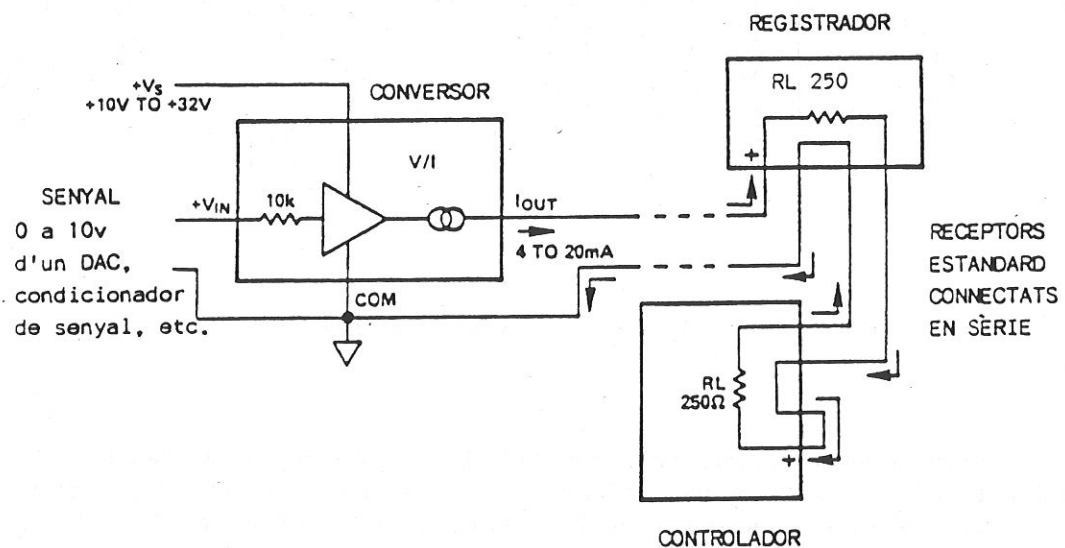 REGISTRADOR
RL 250
+
+Vs
+10V TO +32V
CONVERSOR
V/I
10k
+VIN
IOUT
4 TO 20mA
COM
SENYAL
0 a 10v
d'un DAC,
condicionador
de senyal, etc.
RECEPTORS
ESTANDARD
CONNECTATS
EN SÈRIE
RL
250Ω
+
CONTROLADOR